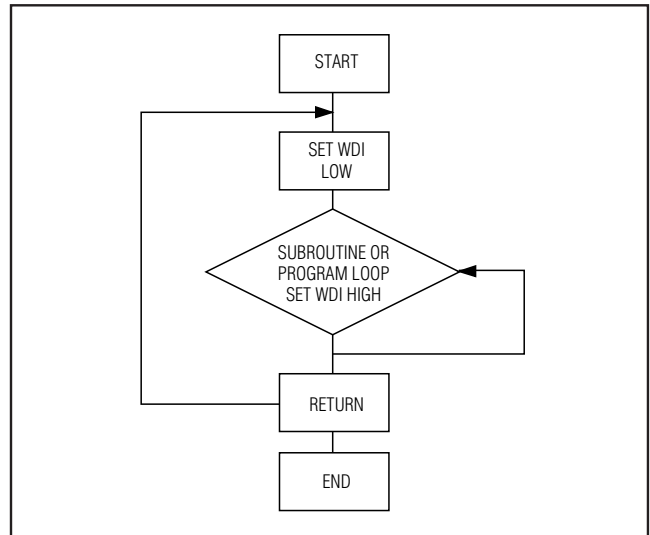 START
SET WDI
LOW
SUBROUTINE OR
PROGRAM LOOP
SET WDI HIGH
RETURN
END